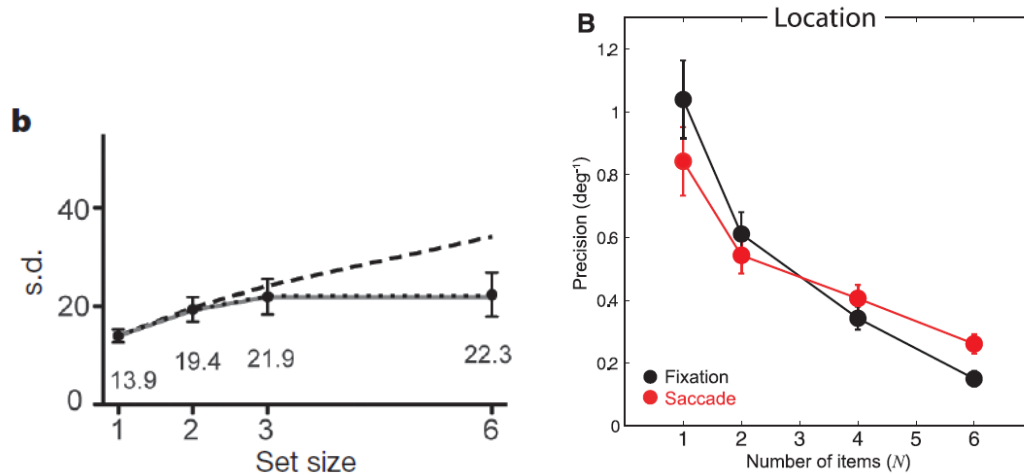 b
s.d.
40
20
0
13.9
19.4
21.9
22.3
1 2 3 6
Set size
B
Location
Precision (deg⁻¹)
1.2
1
0.8
0.6
0.4
0.2
0
Fixation
Saccade
1 2 3 4 5 6
Number of items (N)